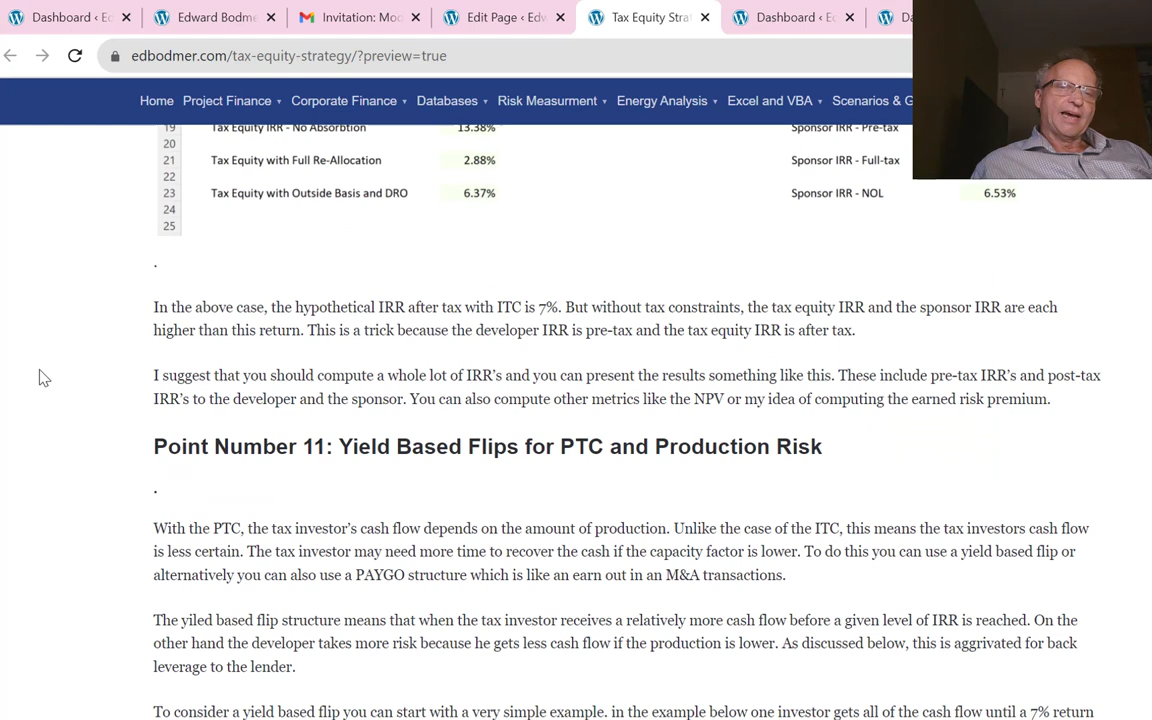 Dashboard ‹ E
Edward Bodme
Invitation: Moc
Edit Page ‹ Edw
Tax Equity Stra
Dashboard ‹ E
Da
edbodmer.com/tax-equity-strategy/?preview=true
Home Project Finance Corporate Finance Databases Risk Measurment Energy Analysis Excel and VBA Scenarios & G
19 Tax Equity IRR - No Absorbtion 13.38% Sponsor IRR - Pre-tax
20
21 Tax Equity with Full Re-Allocation 2.88% Sponsor IRR - Full-tax
22
23 Tax Equity with Outside Basis and DRO 6.37% Sponsor IRR - NOL 6.53%
24
25
.
In the above case, the hypothetical IRR after tax with ITC is 7%. But without tax constraints, the tax equity IRR and the sponsor IRR are each
higher than this return. This is a trick because the developer IRR is pre-tax and the tax equity IRR is after tax.
I suggest that you should compute a whole lot of IRR's and you can present the results something like this. These include pre-tax IRR's and post-tax
IRR's to the developer and the sponsor. You can also compute other metrics like the NPV or my idea of computing the earned risk premium.
Point Number 11: Yield Based Flips for PTC and Production Risk
.
With the PTC, the tax investor's cash flow depends on the amount of production. Unlike the case of the ITC, this means the tax investors cash flow
is less certain. The tax investor may need more time to recover the cash if the capacity factor is lower. To do this you can use a yield based flip or
alternatively you can also use a PAYGO structure which is like an earn out in an M&A transactions.
The yiled based flip structure means that when the tax investor receives a relatively more cash flow before a given level of IRR is reached. On the
other hand the developer takes more risk because he gets less cash flow if the production is lower. As discussed below, this is aggrivated for back
leverage to the lender.
To consider a yield based flip you can start with a very simple example. in the example below one investor gets all of the cash flow until a 7% return